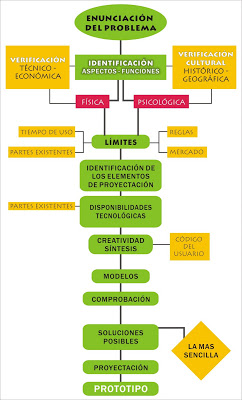 ENUNCIACIÓN
DEL PROBLEMA
VERIFICACIÓN
TÉCNICO -
ECONÓMICA
IDENTIFICACIÓN
ASPECTOS - FUNCIONES
VERIFICACIÓN
CULTURAL
HISTÓRICO -
GEOGRÁFICA
FÍSICA
PSICOLÓGICA
TIEMPO DE USO
REGLAS
LÍMITES
PARTES EXISTENTES
MERCADO
IDENTIFICACIÓN
DE LOS ELEMENTOS
DE PROYECTACIÓN
PARTES EXISTENTES
DISPONIBILIDADES
TECNOLÓGICAS
CREATIVIDAD
SÍNTESIS
CÓDIGO
DEL
USUARIO
MODELOS
COMPROBACIÓN
SOLUCIONES
POSIBLES
LA MAS
SENCILLA
PROYECTACIÓN
PROTOTIPO